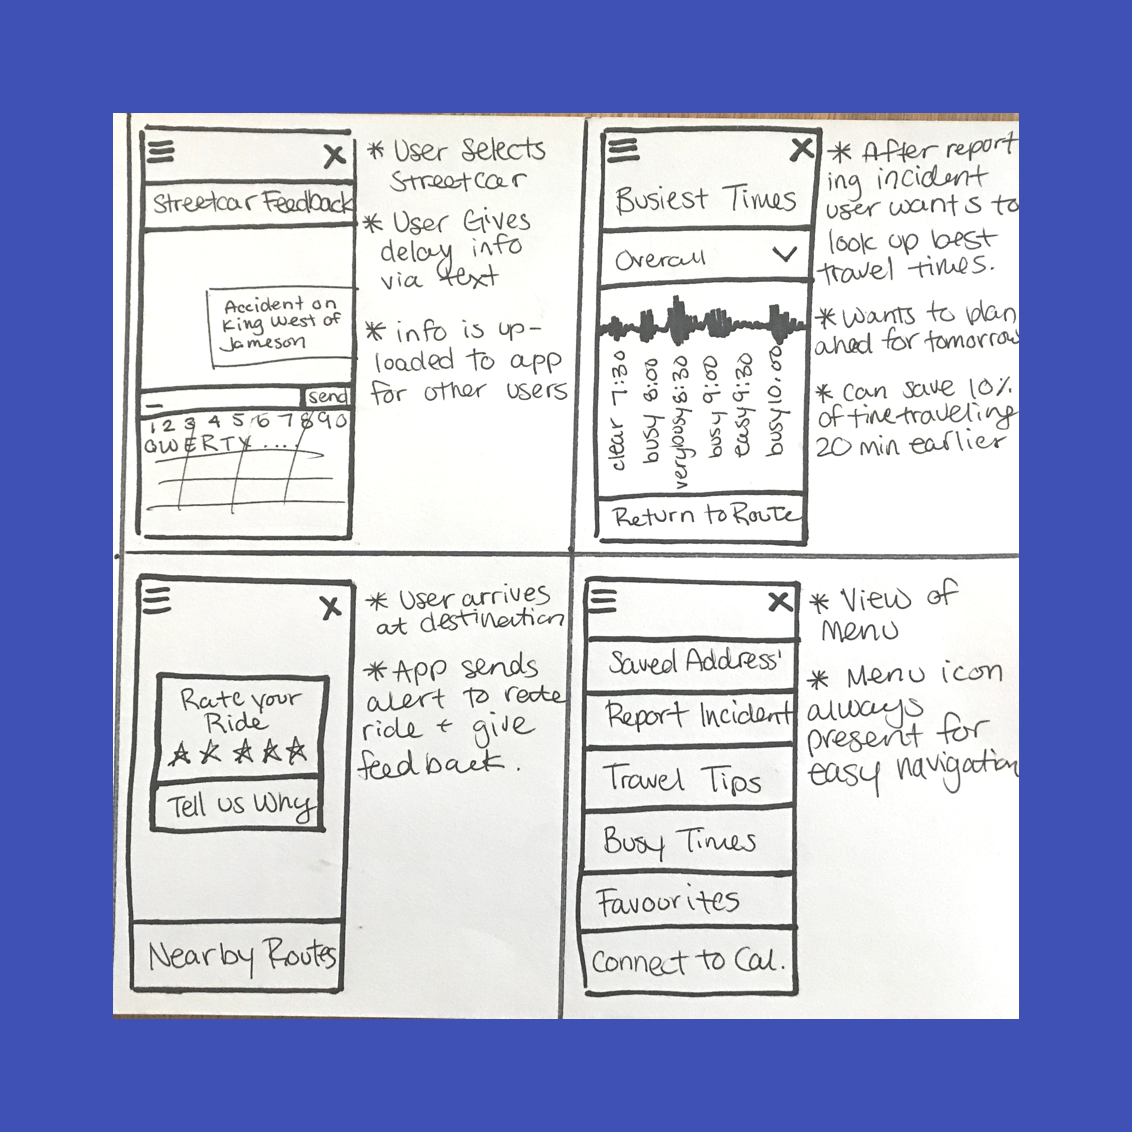 Streetcar Feedback
Accident on
King West of
Jameson
send
1 2 3 4 5 6 7 8 9 0
QWERTY ....
* User Selects
Streetcar
* User Gives
delay info
via text
* info is up-
loaded to app
for other users
Busiest Times
Overall
clear 7:30
busy 8:00
verybusy 8:30
busy 9:00
easy 9:30
busy 10:00
Return to Route
* After report
ing incident
user wants to
look up best
travel times.
* Wants to plan
ahed for tomorrow
* Can save 10%
of time traveling
20 min earlier
Rate your
Ride
Tell us Why
Nearby Routes
* User arrives
at destination
* App sends
alert to rate
ride + give
feedback.
Saved Address'
Report Incident
Travel Tips
Busy Times
Favourites
Connect to Cal.
* View of
Menu
* Menu icon
always
present for
easy navigation